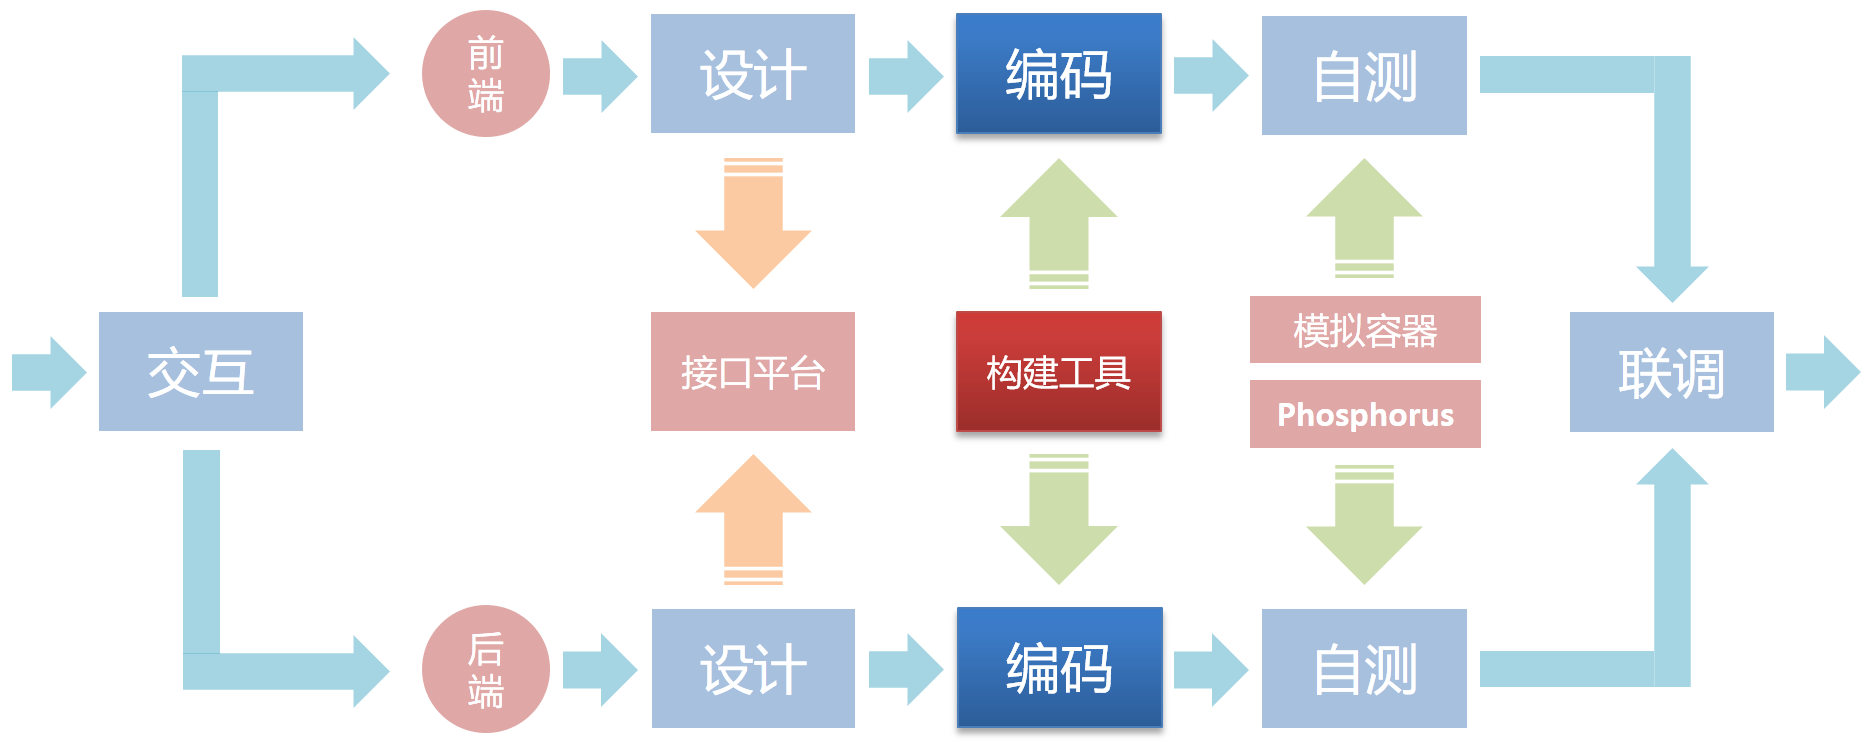 前
端
设计
编码
自测
交互
接口平台
构建工具
模拟容器
Phosphorus
联调
后
端
设计
编码
自测